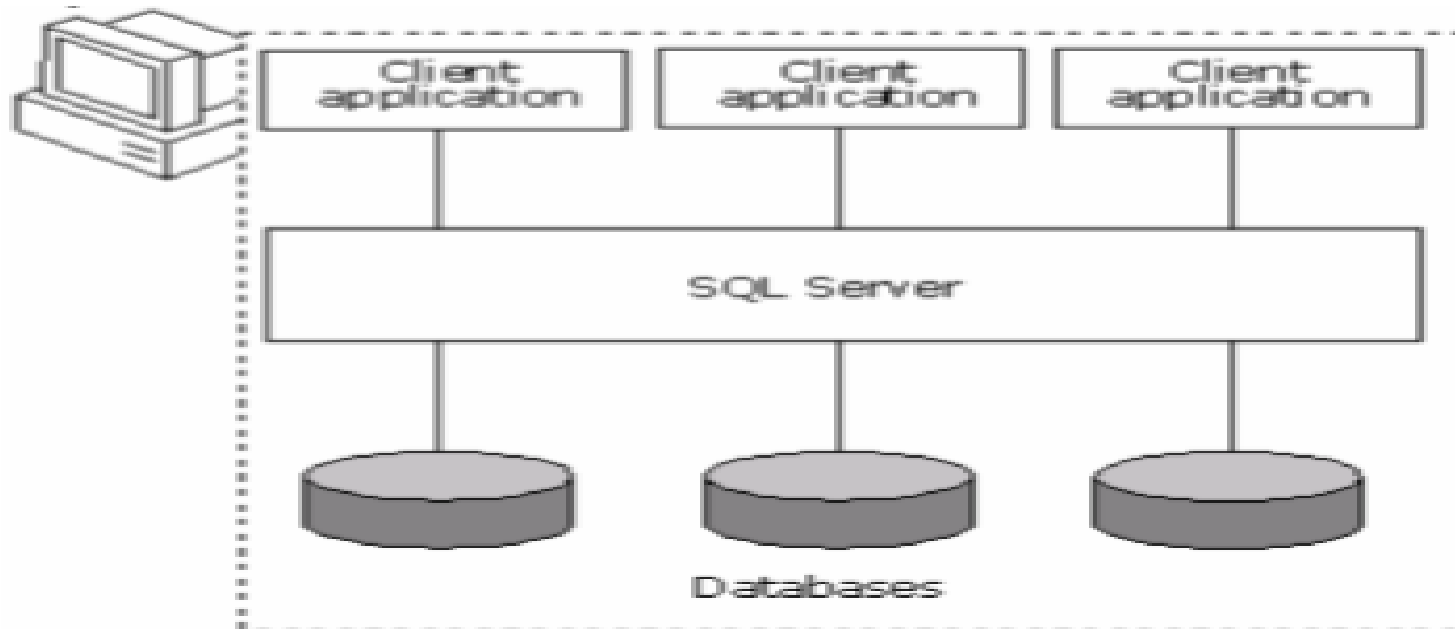 Client
application
Client
application
Client
application
SQL Server
Databases